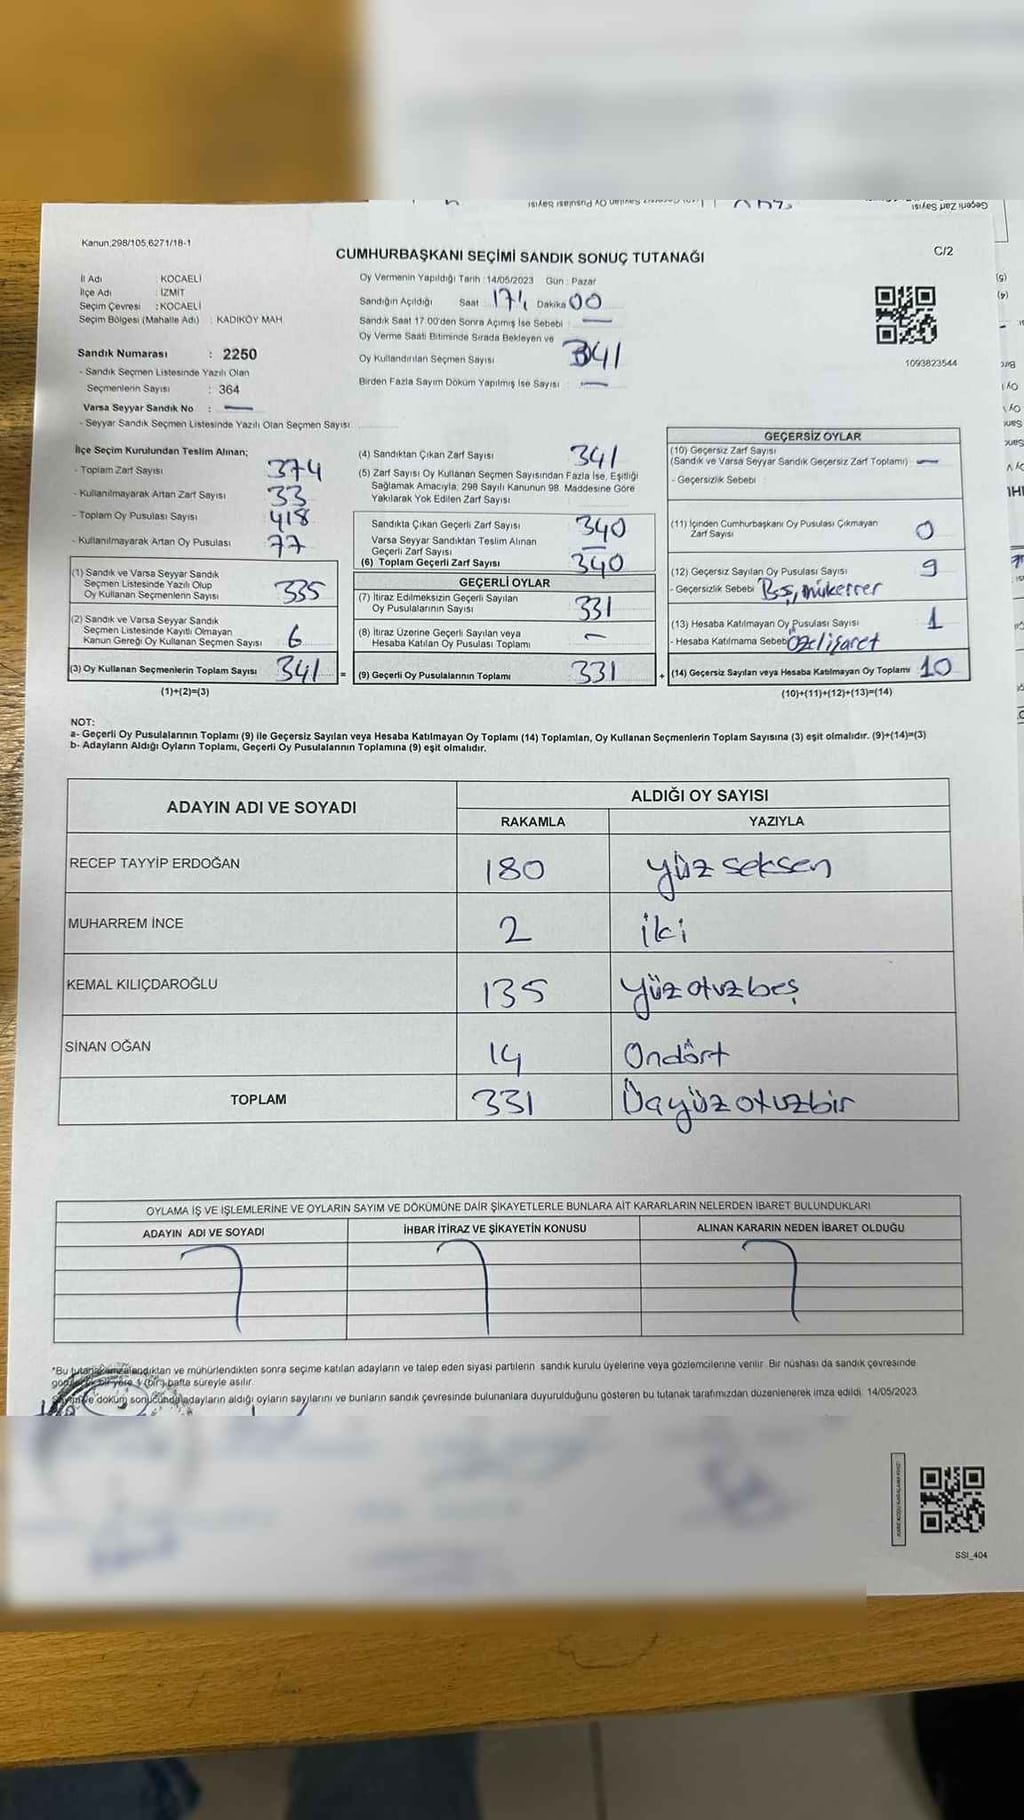 Kanun,298/105,6271/18-1
CUMHURBAŞKANI SEÇİMİ SANDIK SONUÇ TUTANAĞI
C/2
İl Adı : KOCAELİ
İlçe Adı : İZMİT
Seçim Çevresi : KOCAELİ
Seçim Bölgesi (Mahalle Adı) : KADIKÖY MAH.
Sandık Numarası : 2250
- Sandık Seçmen Listesinde Yazılı Olan
Seçmenlerin Sayısı : 364
Varsa Seyyar Sandık No : —
- Seyyar Sandık Seçmen Listesinde Yazılı Olan Seçmen Sayısı:
Oy Vermenin Yapıldığı Tarih :14/05/2023 Gün : Pazar
Sandığın Açıldığı Saat 17 Dakika 00
Sandık Saat 17.00'den Sonra Açımış İse Sebebi : —
Oy Verme Saati Bitiminde Sırada Bekleyen ve
Oy Kullandırılan Seçmen Sayısı 341
Birden Fazla Sayım Döküm Yapılmış İse Sayısı : —
1093823544
İlçe Seçim Kurulundan Teslim Alınan;
- Toplam Zarf Sayısı 374
- Kullanılmayarak Artan Zarf Sayısı 33
- Toplam Oy Pusulası Sayısı 418
- Kullanılmayarak Artan Oy Pusulası 77
(1) Sandık ve Varsa Seyyar Sandık
Seçmen Listesinde Yazılı Olup
Oy Kullanan Seçmenlerin Sayısı 335
(2) Sandık ve Varsa Seyyar Sandık
Seçmen Listesinde Kayıtlı Olmayan
Kanun Gereği Oy Kullanan Seçmen Sayısı 6
(3) Oy Kullanan Seçmenlerin Toplam Sayısı 341 =
(1)+(2)=(3)
(4) Sandıktan Çıkan Zarf Sayısı 341
(5) Zarf Sayısı Oy Kullanan Seçmen Sayısından Fazla İse, Eşitliği
Sağlamak Amacıyla; 298 Sayılı Kanunun 98. Maddesine Göre
Yakılarak Yok Edilen Zarf Sayısı
Sandıkta Çıkan Geçerli Zarf Sayısı 340
Varsa Seyyar Sandıktan Teslim Alınan
Geçerli Zarf Sayısı —
(6) Toplam Geçerli Zarf Sayısı 340
GEÇERLİ OYLAR
(7) İtiraz Edilmeksizin Geçerli Sayılan
Oy Pusulalarının Sayısı 331
(8) İtiraz Üzerine Geçerli Sayılan veya
Hesaba Katılan Oy Pusulası Toplamı —
(9) Geçerli Oy Pusulalarının Toplamı 331 +
GEÇERSİZ OYLAR
(10) Geçersiz Zarf Sayısı
(Sandık ve Varsa Seyyar Sandık Geçersiz Zarf Toplamı) —
- Geçersizlik Sebebi :
(11) İçinden Cumhurbaşkanı Oy Pusulası Çıkmayan
Zarf Sayısı 0
(12) Geçersiz Sayılan Oy Pusulası Sayısı 9
- Geçersizlik Sebebi Boş, mükerrer
(13) Hesaba Katılmayan Oy Pusulası Sayısı 1
- Hesaba Katılmama Sebebi Özel işaret
(14) Geçersiz Sayılan veya Hesaba Katılmayan Oy Toplamı 10
(10)+(11)+(12)+(13)=(14)
NOT:
a- Geçerli Oy Pusulalarının Toplamı (9) ile Geçersiz Sayılan veya Hesaba Katılmayan Oy Toplamı (14) Toplamları, Oy Kullanan Seçmenlerin Toplam Sayısına (3) eşit olmalıdır. (9)+(14)=(3)
b- Adayların Aldığı Oyların Toplamı, Geçerli Oy Pusulalarının Toplamına (9) eşit olmalıdır.
ADAYIN ADI VE SOYADI ALDIĞI OY SAYISI
RAKAMLA YAZIYLA
RECEP TAYYİP ERDOĞAN 180 yüz seksen
MUHARREM İNCE 2 iki
KEMAL KILIÇDAROĞLU 135 yüz otuz beş
SİNAN OĞAN 14 Ondört
TOPLAM 331 Üçyüz otuzbir
OYLAMA İŞ VE İŞLEMLERİNE VE OYLARIN SAYIM VE DÖKÜMÜNE DAİR ŞİKAYETLERLE BUNLARA AİT KARARLARIN NELERDEN İBARET BULUNDUKLARI
ADAYIN ADI VE SOYADI İHBAR İTİRAZ VE ŞİKAYETİN KONUSU ALINAN KARARIN NEDEN İBARET OLDUĞU
*Bu tutanak imzalandıktan ve mühürlendikten sonra seçime katılan adayların ve talep eden siyasi partilerin sandık kurulu üyelerine veya gözlemcilerine verilir. Bir nüshası da sandık çevresinde
bir yere 1 (bir) hafta süreyle asılır.
Sayım ve döküm sonucunda adayların aldığı oyların sayılarını ve bunların sandık çevresinde bulunanlara duyurulduğunu gösteren bu tutanak tarafımızdan düzenlenerek imza edildi. 14/05/2023
SSI_404